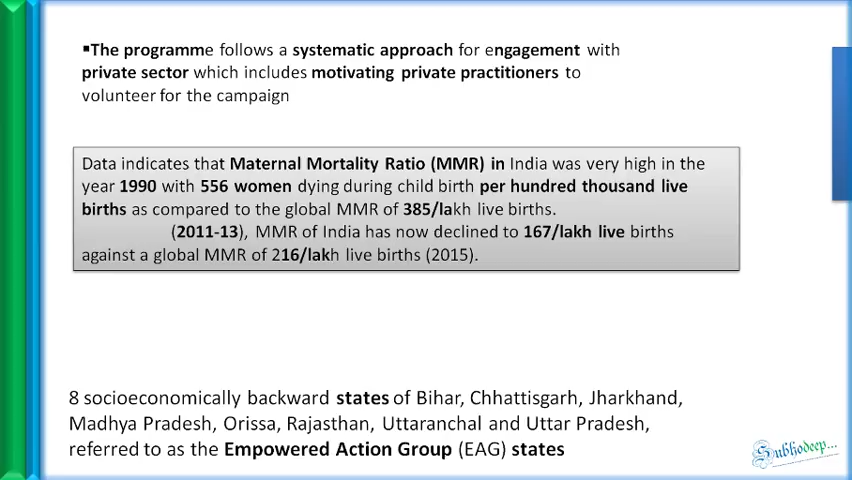 ▪The programme follows a systematic approach for engagement with
private sector which includes motivating private practitioners to
volunteer for the campaign
Data indicates that Maternal Mortality Ratio (MMR) in India was very high in the
year 1990 with 556 women dying during child birth per hundred thousand live
births as compared to the global MMR of 385/lakh live births.
(2011-13), MMR of India has now declined to 167/lakh live births
against a global MMR of 216/lakh live births (2015).
8 socioeconomically backward states of Bihar, Chhattisgarh, Jharkhand,
Madhya Pradesh, Orissa, Rajasthan, Uttaranchal and Uttar Pradesh,
referred to as the Empowered Action Group (EAG) states
Subhodeep...